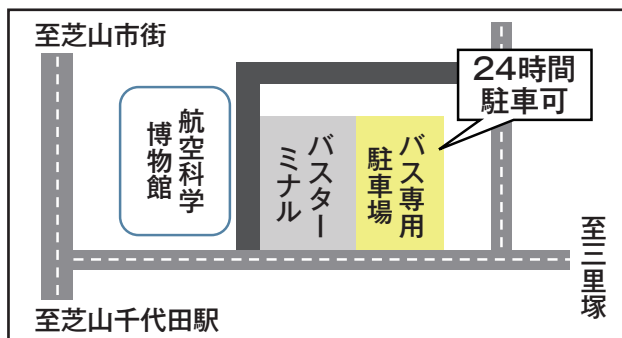 至芝山市街
24時間
駐車可
航空科学
博物館
バスター
ミナル
バス専用
駐車場
至三里塚
至芝山千代田駅